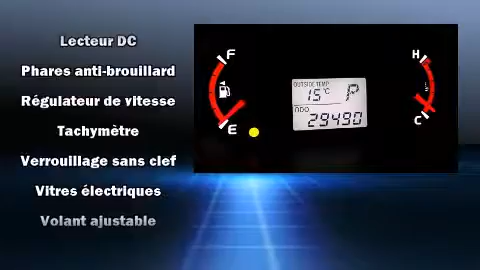 Lecteur DC
Phares anti-brouillard
Régulateur de vitesse
Tachymètre
Verrouillage sans clef
Vitres électriques
Volant ajustable
F
E
OUTSIDE TEMP
15°C P
ODO
29490
H
C